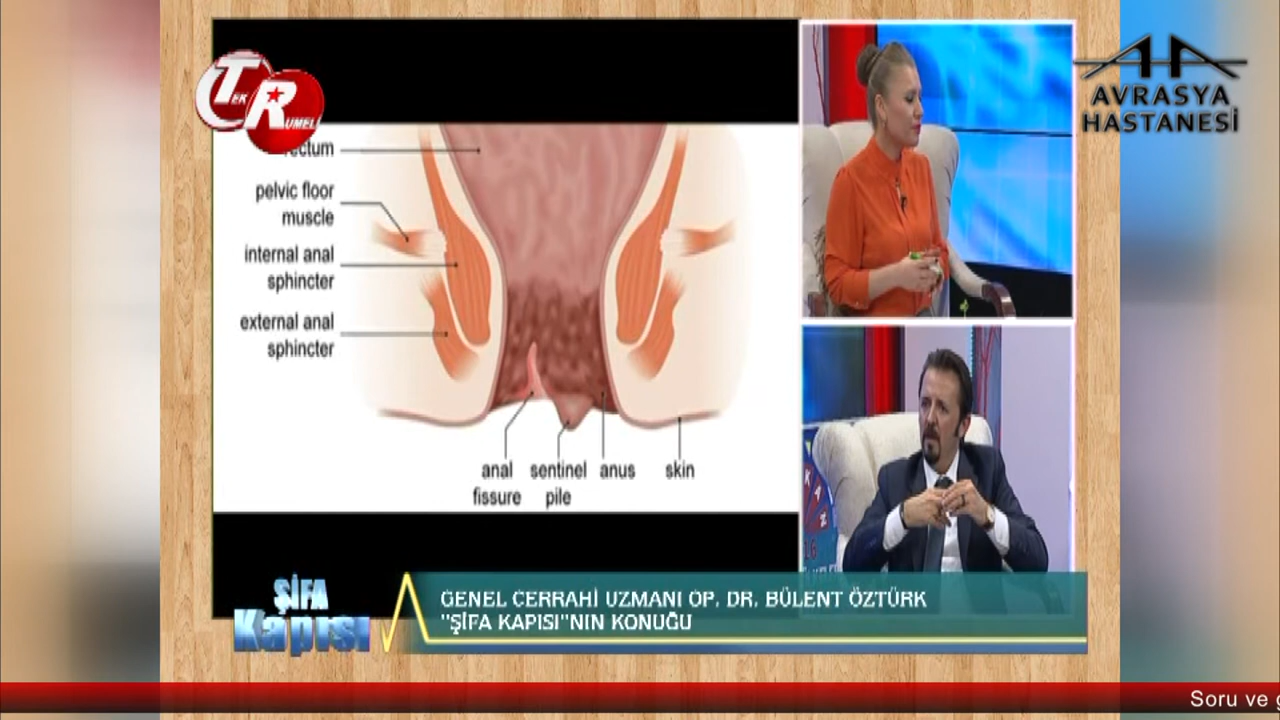 TEK
RUMELİ
AVRASYA
HASTANESİ
rectum
pelvic floor
muscle
internal anal
sphincter
external anal
sphincter
anal
fissure
sentinel
pile
anus
skin
ŞİFA
Kapısı
GENEL CERRAHİ UZMANI OP. DR. BÜLENT ÖZTÜRK
"ŞİFA KAPISI"NIN KONUĞU
Soru ve